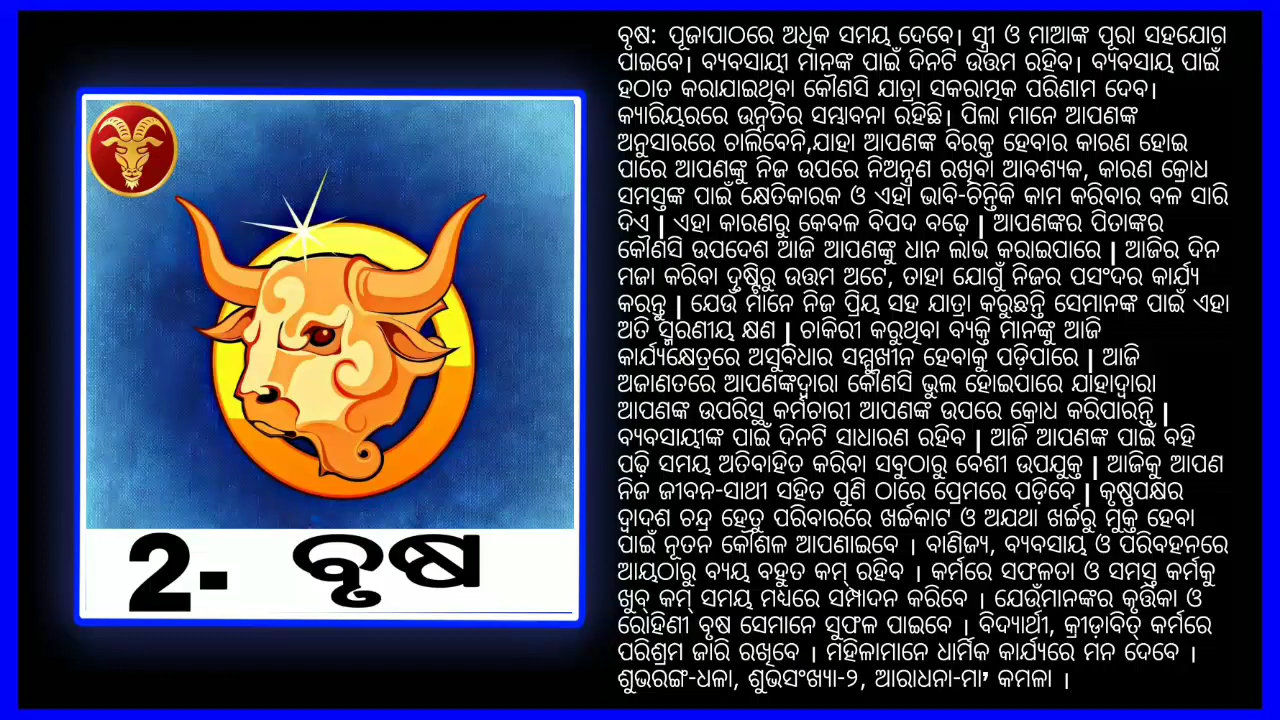 ବୃଷ: ପୂଜାପାଠରେ ଅଧିକ ସମୟ ଦେବେ। ସ୍ତ୍ରୀ ଓ ମାଆଙ୍କ ପୂରା ସହଯୋଗ
ପାଇବେ। ବ୍ୟବସାୟୀ ମାନଙ୍କ ପାଇଁ ଦିନଟି ଉତ୍ତମ ରହିବ। ବ୍ୟବସାୟ ପାଇଁ
ହଠାତ କରାଯାଇଥିବା କୌଣସି ଯାତ୍ରା ସକରାତ୍ମକ ପରିଣାମ ଦେବ।
କ୍ୟାରିୟରରେ ଉନ୍ନତିର ସମ୍ଭାବନା ରହିଛି। ପିଲା ମାନେ ଆପଣଙ୍କ
ଅନୁସାରରେ ଚାଲିବେନି,ଯାହା ଆପଣଙ୍କ ବିରକ୍ତ ହେବାର କାରଣ ହୋଇ
ପାରେ ଆପଣଙ୍କୁ ନିଜ ଉପରେ ନିଅନ୍ତ୍ରଣ ରଖିବା ଆବଶ୍ୟକ, କାରଣ କ୍ରୋଧ
ସମସ୍ତଙ୍କ ପାଇଁ କ୍ଷେତିକାରକ ଓ ଏହା ଭାବି-ଚିନ୍ତିକି କାମ କରିବାର ବଳ ସାରି
ଦିଏ | ଏହା କାରଣରୁ କେବଳ ବିପଦ ବଢ଼େ | ଆପଣଙ୍କର ପିତାଙ୍କର
କୌଣସି ଉପଦେଶ ଆଜି ଆପଣଙ୍କୁ ଧାନ ଲାଭ କରାଇପାରେ | ଆଜିର ଦିନ
ମଜା କରିବା ଦୃଷ୍ଟିରୁ ଉତ୍ତମ ଅଟେ, ତାହା ଯୋଗୁଁ ନିଜର ପସଂଦର କାର୍ଯ୍ୟ
କରନ୍ତୁ | ଯେଉଁ ମାନେ ନିଜ ପ୍ରିୟ ସହ ଯାତ୍ରା କରୁଛନ୍ତି ସେମାନଙ୍କ ପାଇଁ ଏହା
ଅତି ସ୍ମରଣୀୟ କ୍ଷଣ | ଚାକିରୀ କରୁଥିବା ବ୍ୟକ୍ତି ମାନଙ୍କୁ ଆଜି
କାର୍ଯ୍ୟକ୍ଷେତ୍ରରେ ଅସୁବିଧାର ସମ୍ମୁଖୀନ ହେବାକୁ ପଡ଼ିପାରେ | ଆଜି
ଅଜାଣତରେ ଆପଣଙ୍କଦ୍ୱାରା କୌଣସି ଭୁଲ ହୋଇପାରେ ଯାହାଦ୍ୱାରା
ଆପଣଙ୍କ ଉପରିସ୍ଥ କର୍ମଚାରୀ ଆପଣଙ୍କ ଉପରେ କ୍ରୋଧ କରିପାରନ୍ତି |
ବ୍ୟବସାୟୀଙ୍କ ପାଇଁ ଦିନଟି ସାଧାରଣ ରହିବ | ଆଜି ଆପଣଙ୍କ ପାଇଁ ବହି
ପଢ଼ି ସମୟ ଅତିବାହିତ କରିବା ସବୁଠାରୁ ବେଶୀ ଉପଯୁକ୍ତ | ଆଜିକୁ ଆପଣ
ନିଜ ଜୀବନ-ସାଥୀ ସହିତ ପୁଣି ଠାରେ ପ୍ରେମରେ ପଡ଼ିବେ | କୃଷ୍ଣପକ୍ଷର
ଦ୍ୱାଦଶ ଚନ୍ଦ୍ର ହେତୁ ପରିବାରରେ ଖର୍ଚ୍ଚକାଟ ଓ ଅଯଥା ଖର୍ଚ୍ଚରୁ ମୁକ୍ତ ହେବା
ପାଇଁ ନୂତନ କୌଶଳ ଆପଣାଇବେ । ବାଣିଜ୍ୟ, ବ୍ୟବସାୟ ଓ ପରିବହନରେ
ଆୟଠାରୁ ବ୍ୟୟ ବହୁତ କମ୍ ରହିବ । କର୍ମରେ ସଫଳତା ଓ ସମସ୍ତ କର୍ମକୁ
ଖୁବ୍ କମ୍ ସମୟ ମଧ୍ୟରେ ସମ୍ପାଦନ କରିବେ । ଯେଉଁମାନଙ୍କର କୃତ୍ତିକା ଓ
ରୋହିଣୀ ବୃଷ ସେମାନେ ସୁଫଳ ପାଇବେ । ବିଦ୍ୟାର୍ଥୀ, କ୍ରୀଡ଼ାବିତ୍ କର୍ମରେ
ପରିଶ୍ରମ ଜାରି ରଖିବେ । ମହିଳାମାନେ ଧାର୍ମିକ କାର୍ଯ୍ୟରେ ମନ ଦେବେ ।
ଶୁଭରଙ୍ଗ-ଧଳା, ଶୁଭସଂଖ୍ୟା-୨, ଆରାଧନା-ମା’ କମଳା ।
2- ବୃଷ